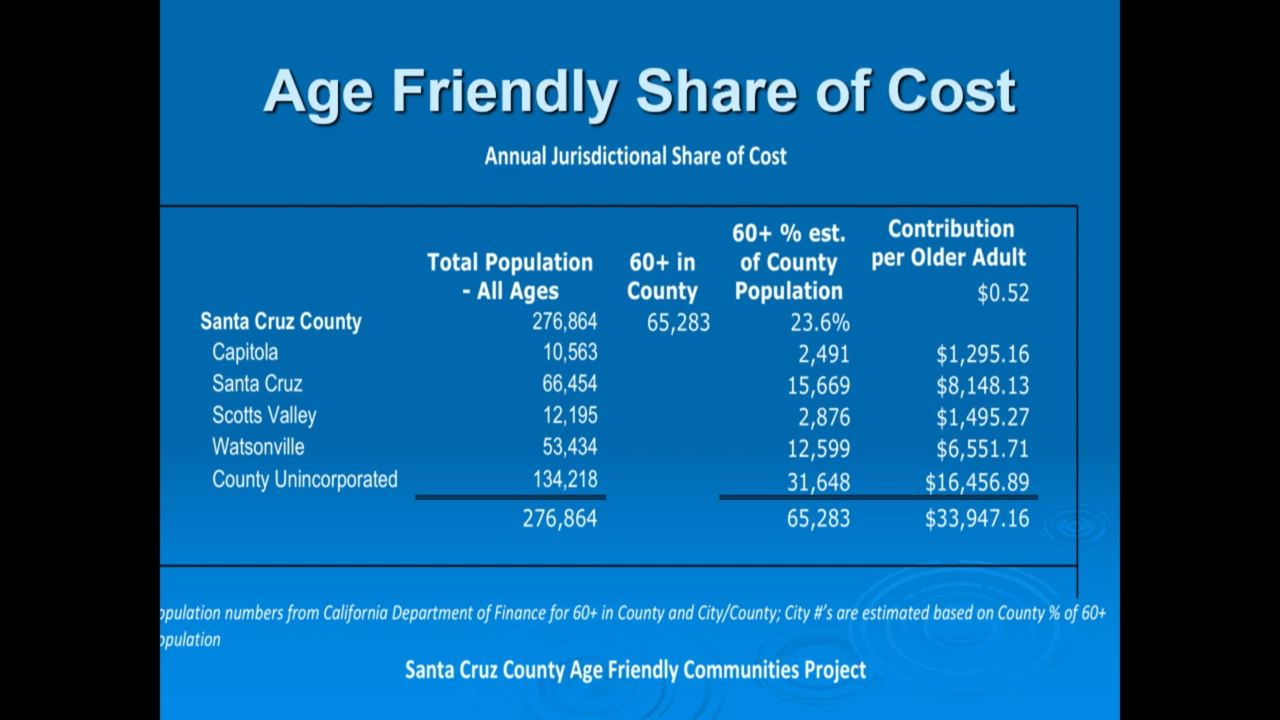 Age Friendly Share of Cost
Annual Jurisdictional Share of Cost
Total Population - All Ages 60+ in County 60+ % est. of County Population Contribution per Older Adult
$0.52
Santa Cruz County 276,864 65,283 23.6%
Capitola 10,563 2,491 $1,295.16
Santa Cruz 66,454 15,669 $8,148.13
Scotts Valley 12,195 2,876 $1,495.27
Watsonville 53,434 12,599 $6,551.71
County Unincorporated 134,218 31,648 $16,456.89
276,864 65,283 $33,947.16
opulation numbers from California Department of Finance for 60+ in County and City/County; City #'s are estimated based on County % of 60+
opulation
Santa Cruz County Age Friendly Communities Project